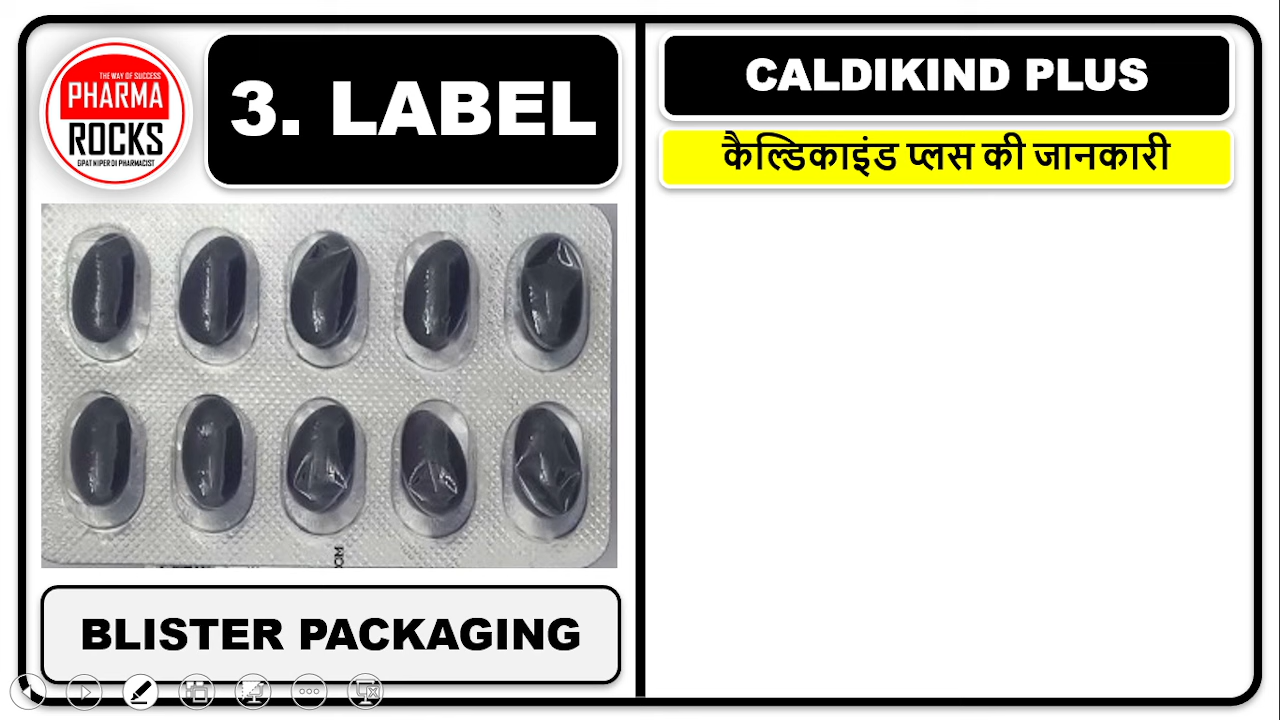 THE WAY OF SUCCESS
PHARMA
ROCKS
GPAT NIPER DI PHARMACIST
3. LABEL
BLISTER PACKAGING
CALDIKIND PLUS
कैल्डिकाइंड प्लस की जानकारी